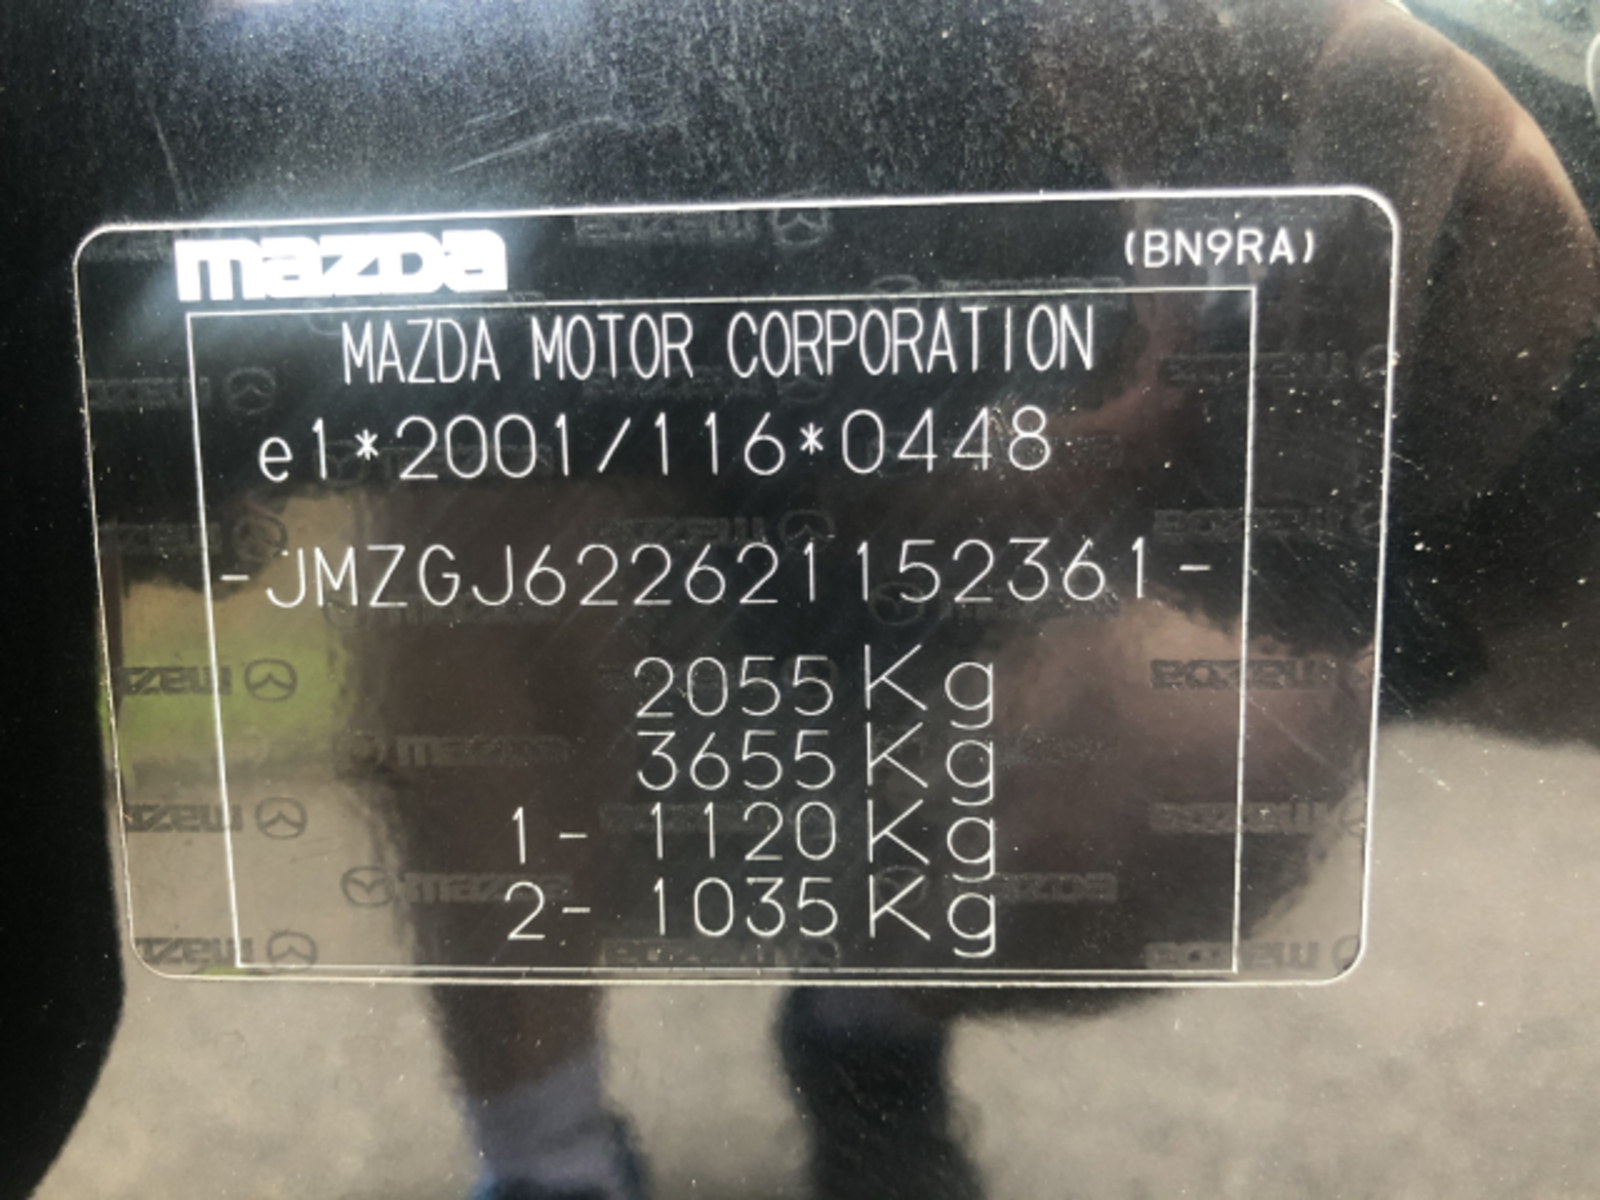 mazda
(BN9RA)
MAZDA MOTOR CORPORATION
e1*2001/116*0448
-JMZGJ622621152361-
2055Kg
3655Kg
1- 1120Kg
2- 1035Kg